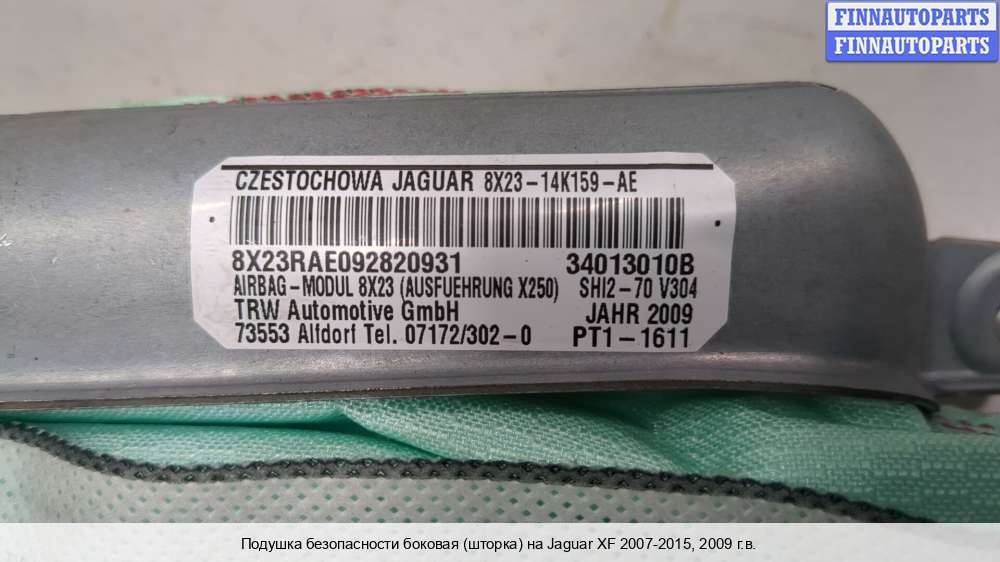 FINNAUTOPARTS
FINNAUTOPARTS
CZESTOCHOWA JAGUAR 8X23-14K159-AE
8X23RAE092820931 34013010B
AIRBAG-MODUL 8X23 (AUSFUEHRUNG X250) SHI2-70 V304
TRW Automotive GmbH JAHR 2009
73553 Alfdorf Tel. 07172/302-0 PT1-1611
Подушка безопасности боковая (шторка) на Jaguar XF 2007-2015, 2009 г.в.